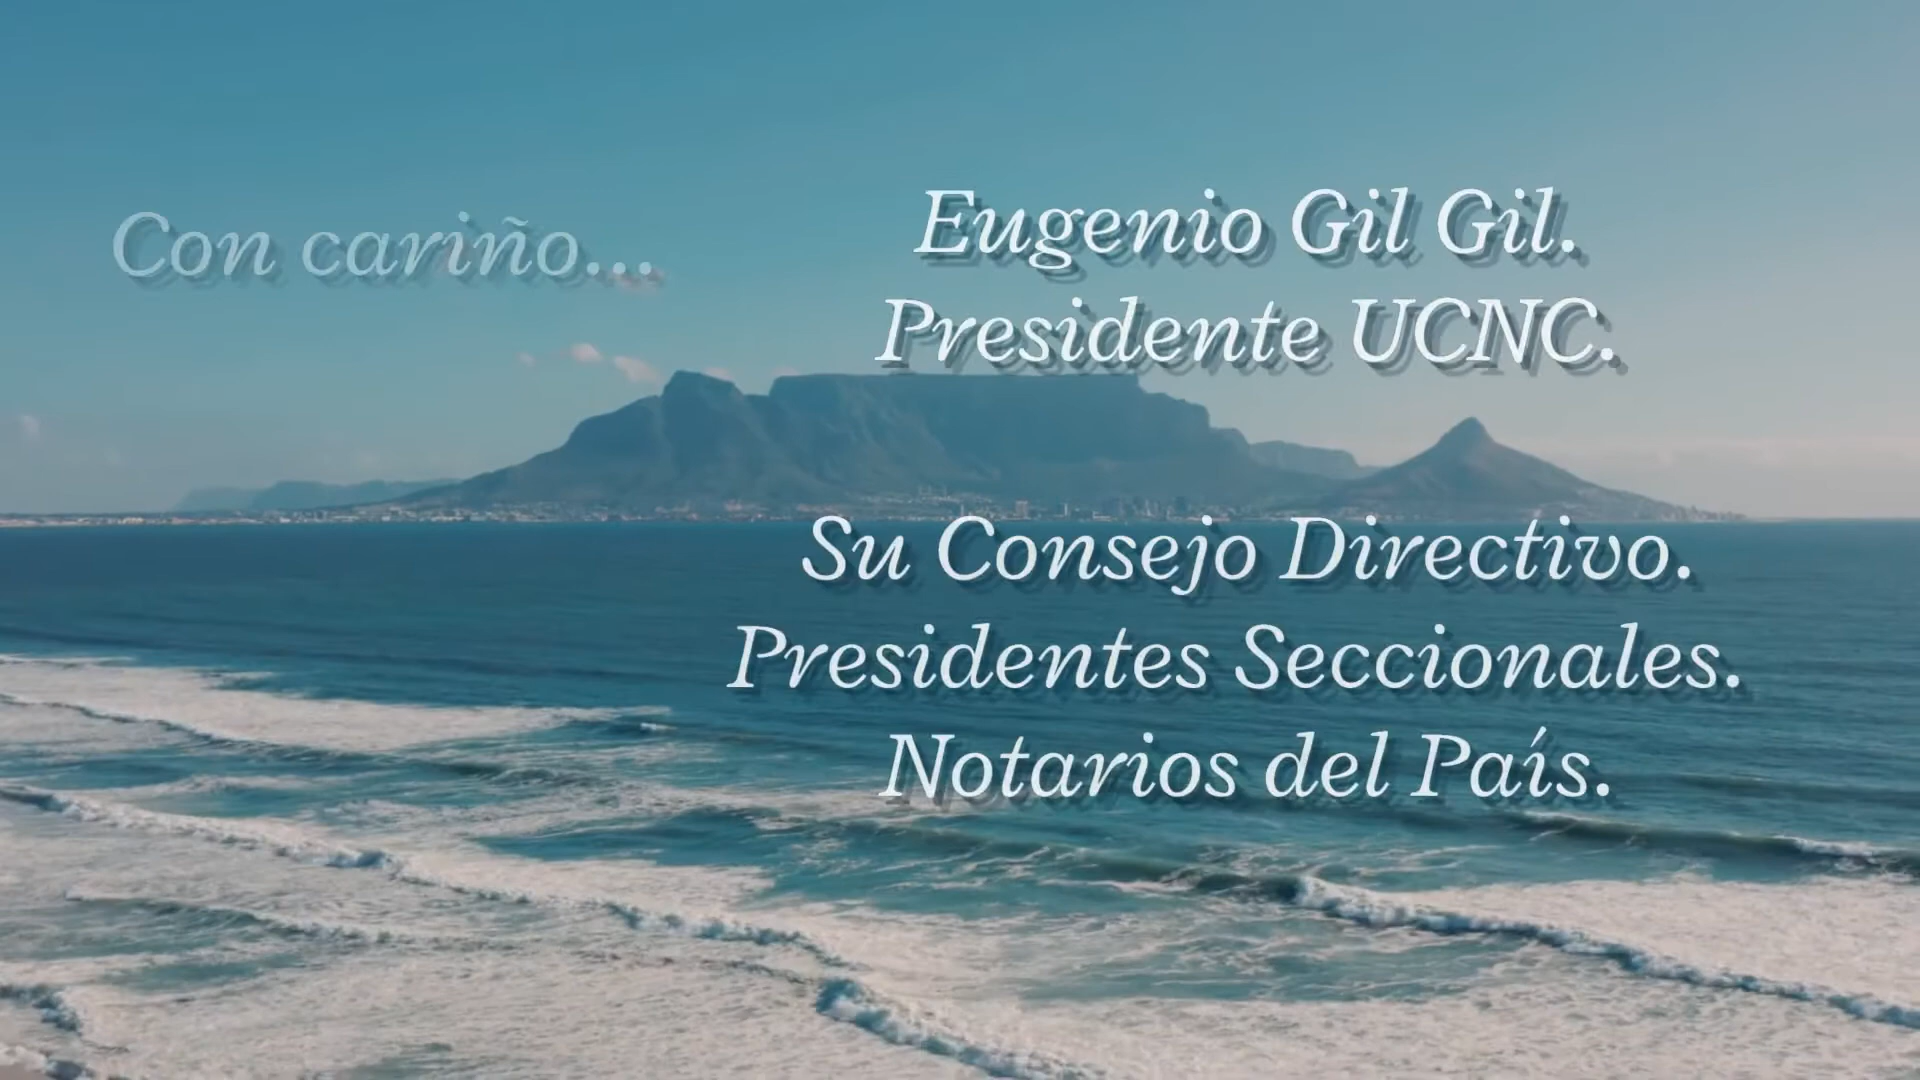 Con cariño...
Eugenio Gil Gil.
Presidente UCNC.
Su Consejo Directivo.
Presidentes Seccionales.
Notarios del País.